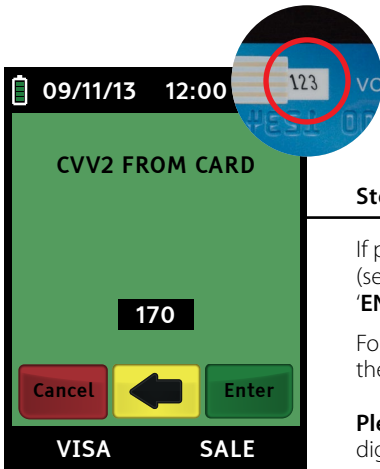 09/11/13 12:00
123
CVV2 FROM CARD
170
Cancel Enter
VISA SALE
Ste
If p
(se
'EN
Fo
the
Ple
dig